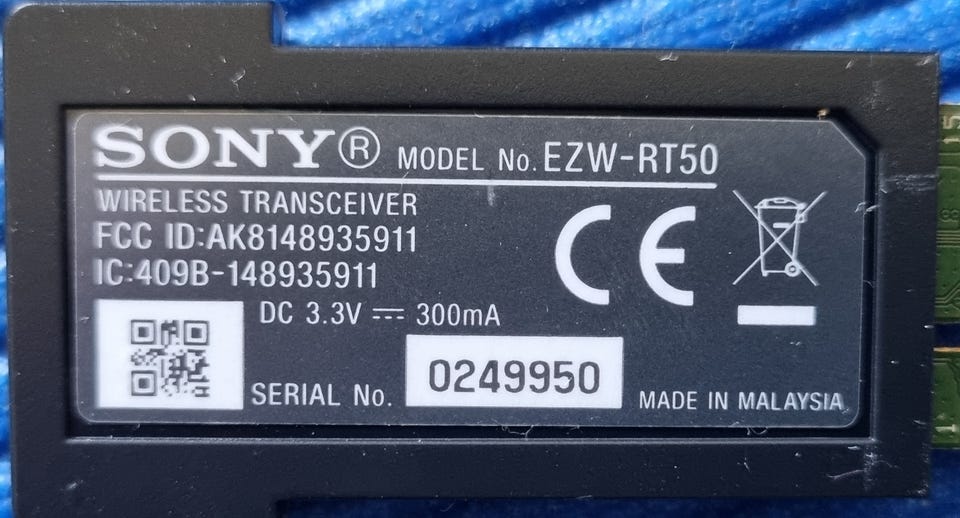 SONY® MODEL No. EZW-RT50
WIRELESS TRANSCEIVER
FCC ID:AK8148935911
IC:409B-148935911
CE
DC 3.3V ⎓ 300mA
SERIAL No. 0249950
MADE IN MALAYSIA
1